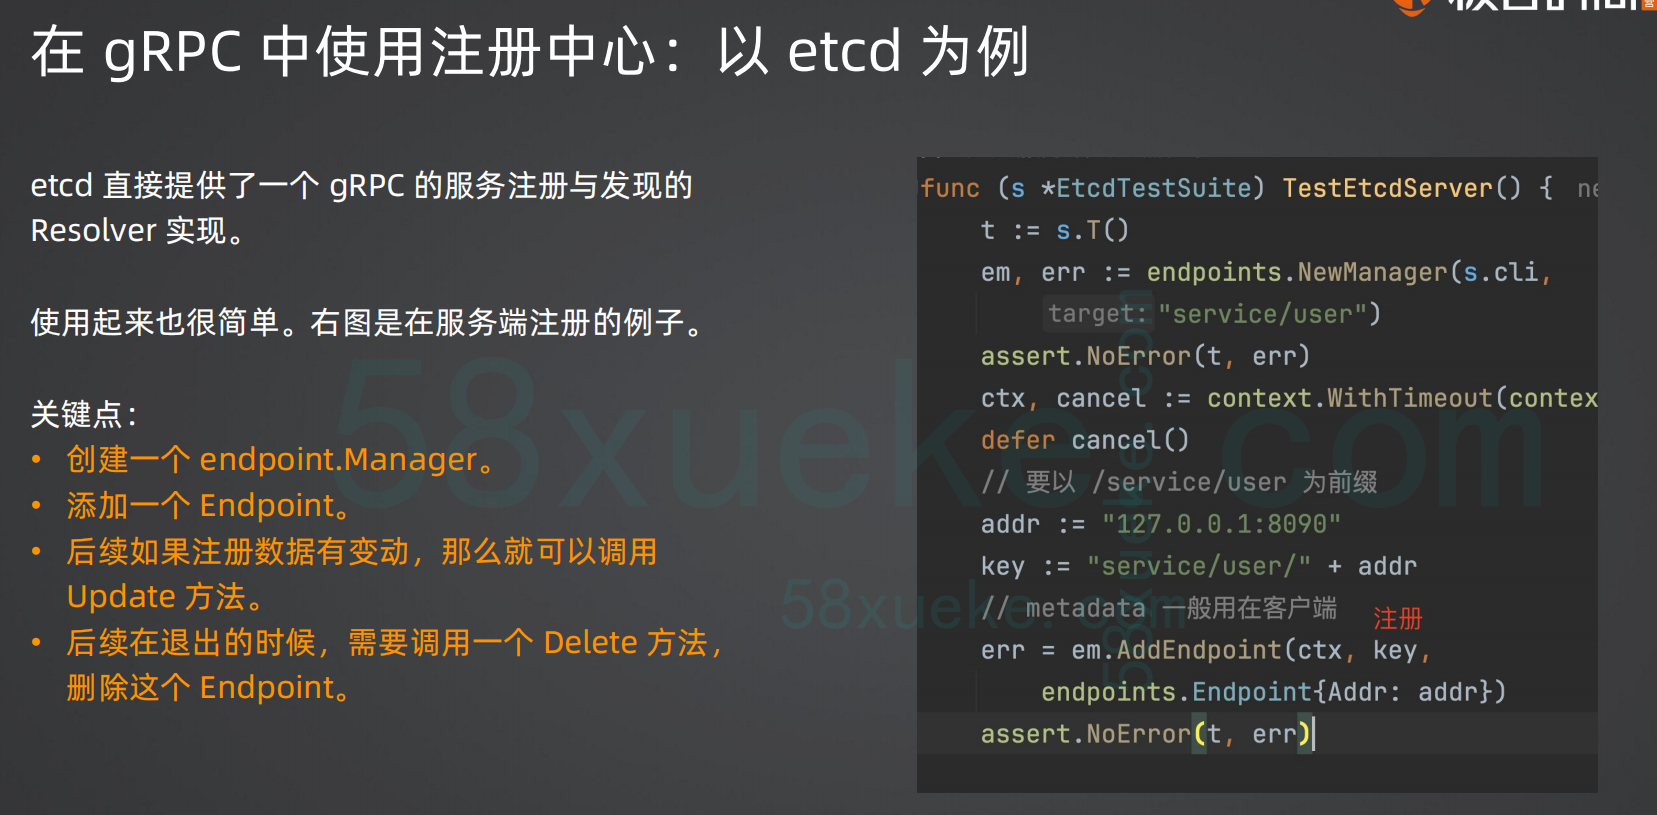 在 gRPC 中使用注册中心：以 etcd 为例
etcd 直接提供了一个 gRPC 的服务注册与发现的
Resolver 实现。
使用起来也很简单。右图是在服务端注册的例子。
关键点：
• 创建一个 endpoint.Manager。
• 添加一个 Endpoint。
• 后续如果注册数据有变动，那么就可以调用
Update 方法。
• 后续在退出的时候，需要调用一个 Delete 方法，
删除这个 Endpoint。
func (s *EtcdTestSuite) TestEtcdServer() { ne
t := s.T()
em, err := endpoints.NewManager(s.cli,
target: "service/user")
assert.NoError(t, err)
ctx, cancel := context.WithTimeout(contex
defer cancel()
// 要以 /service/user 为前缀
addr := "127.0.0.1:8090"
key := "service/user/" + addr
// metadata 一般用在客户端
注册
err = em.AddEndpoint(ctx, key,
endpoints.Endpoint{Addr: addr})
assert.NoError(t, err)
58xueke.com
58xueke.com
58xueke.com